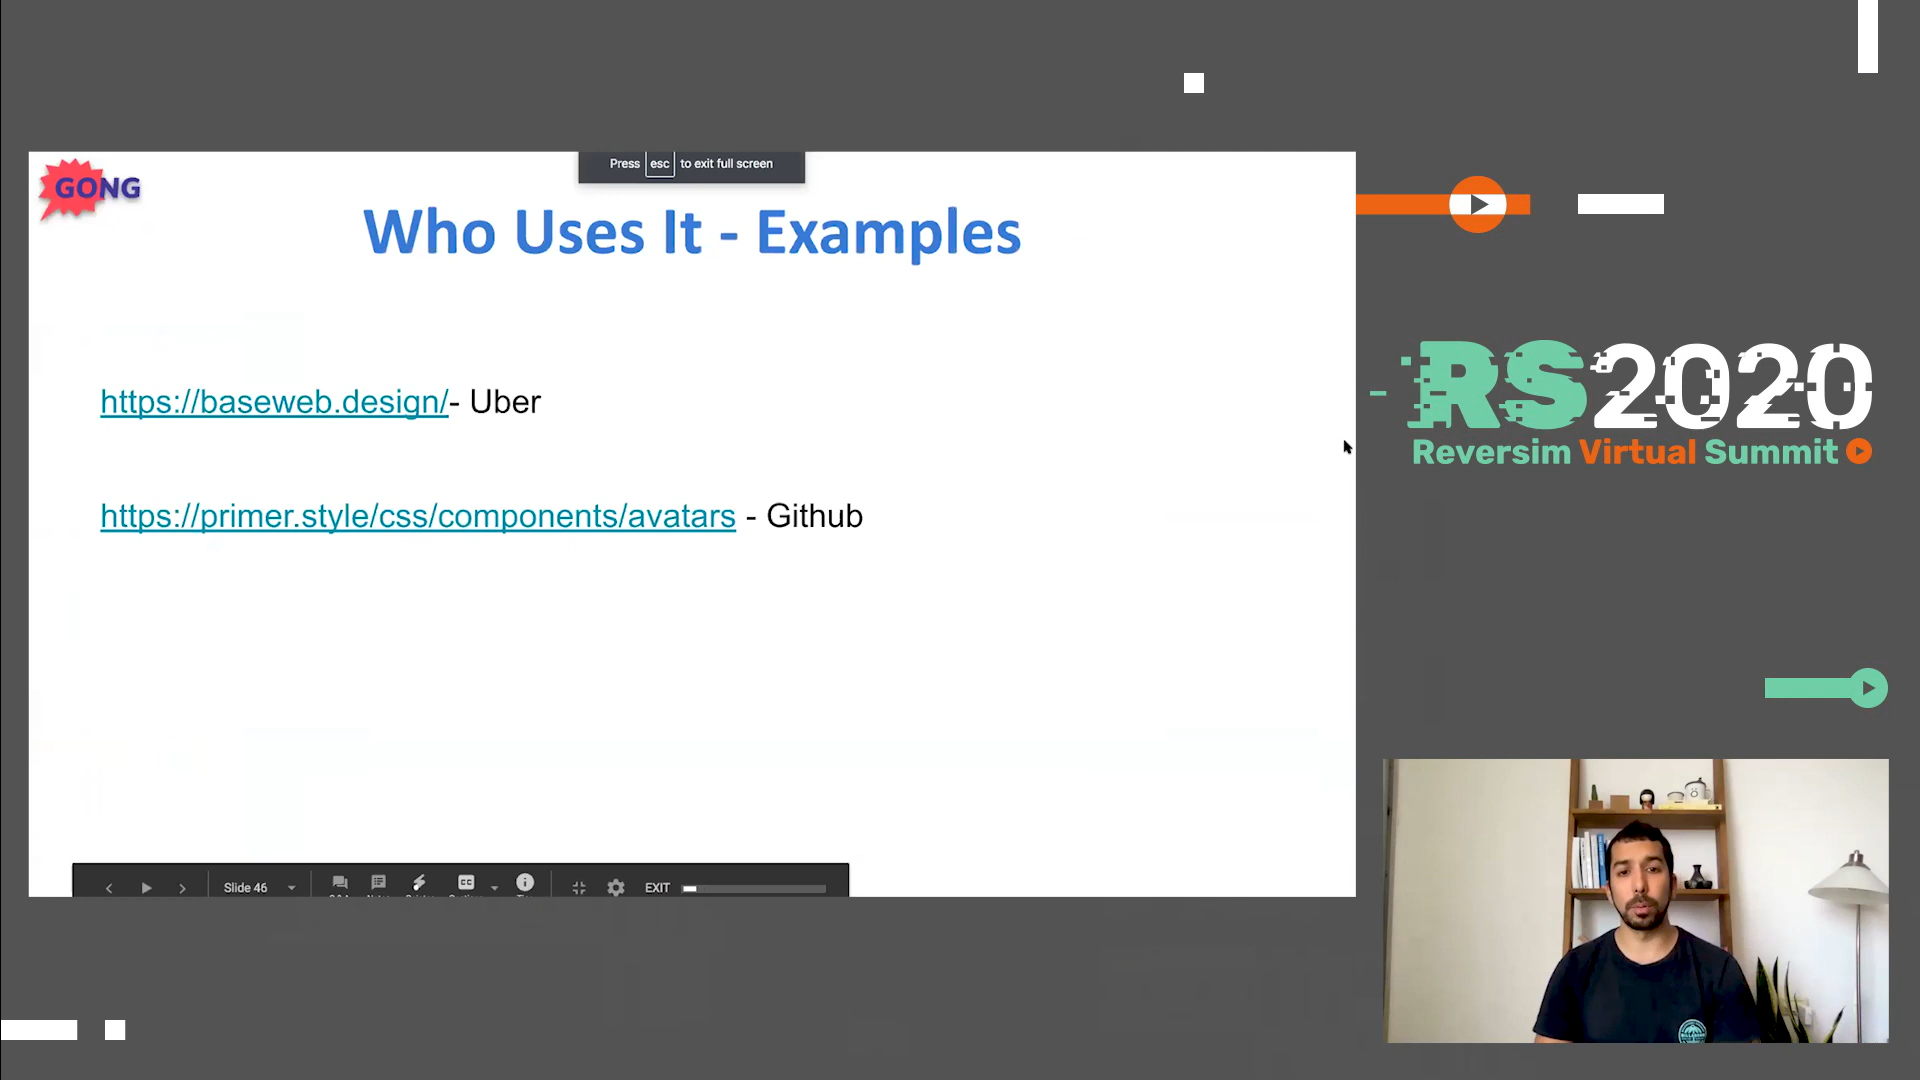 GONG
Press esc to exit full screen
Who Uses It - Examples
https://baseweb.design/- Uber
https://primer.style/css/components/avatars - Github
RS2020
Reversim Virtual Summit
Slide 46
CC
EXIT